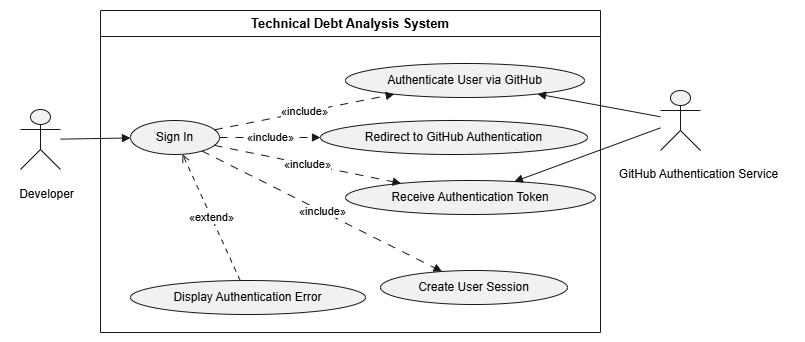 Technical Debt Analysis System
Authenticate User via GitHub
«include»
Sign In
«include»
Redirect to GitHub Authentication
«include»
Developer
GitHub Authentication Service
Receive Authentication Token
«extend»
«include»
Display Authentication Error
Create User Session